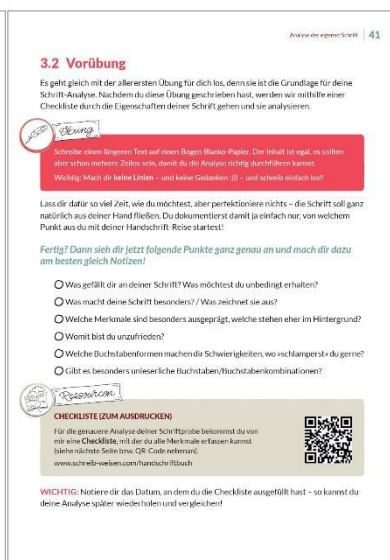 Analyse der eigenen Schrift 41
3.2 Vorübung
Es geht gleich mit der allerersten Übung für dich los, denn sie ist die Grundlage für deine
Schrift-Analyse. Nachdem du diese Übung geschrieben hast, werden wir mithilfe einer
Checkliste durch die Eigenschaften deiner Schrift gehen und sie analysieren.
Übung
Schreibe einen längeren Text auf einen Bogen Blanko-Papier. Der Inhalt ist egal, es sollten
aber schon mehrere Zeilen sein, damit du die Analyse richtig durchführen kannst.
Wichtig: Mach dir keine Linien – und keine Gedanken :))) – und schreib einfach los!!
Lass dir dafür so viel Zeit, wie du möchtest, aber perfektioniere nichts – die Schrift soll ganz
natürlich aus deiner Hand fließen. Du dokumentierst damit ja einfach nur, von welchem
Punkt aus du mit deiner Handschrift-Reise startest!
Fertig? Dann sieh dir jetzt folgende Punkte ganz genau an und mach dir dazu
am besten gleich Notizen!
Was gefällt dir an deiner Schrift? Was möchtest du unbedingt erhalten?
Was macht deine Schrift besonders? / Was zeichnet sie aus?
Welche Merkmale sind besonders ausgeprägt, welche stehen eher im Hintergrund?
Womit bist du unzufrieden?
Welche Buchstabenformen machen dir Schwierigkeiten, wo »schlamperst« du gerne?
Gibt es besonders unleserliche Buchstaben/Buchstabenkombinationen?
Ressourcen
CHECKLISTE (ZUM AUSDRUCKEN)
Für die genauere Analyse deiner Schriftprobe bekommst du von
mir eine Checkliste, mit der du alle Merkmale erfassen kannst
(siehe nächste Seite bzw. QR-Code nebenan).
www.schreib-weisen.com/handschriftbuch
WICHTIG: Notiere dir das Datum, an dem du die Checkliste ausgefüllt hast – so kannst du
deine Analyse später wiederholen und vergleichen!